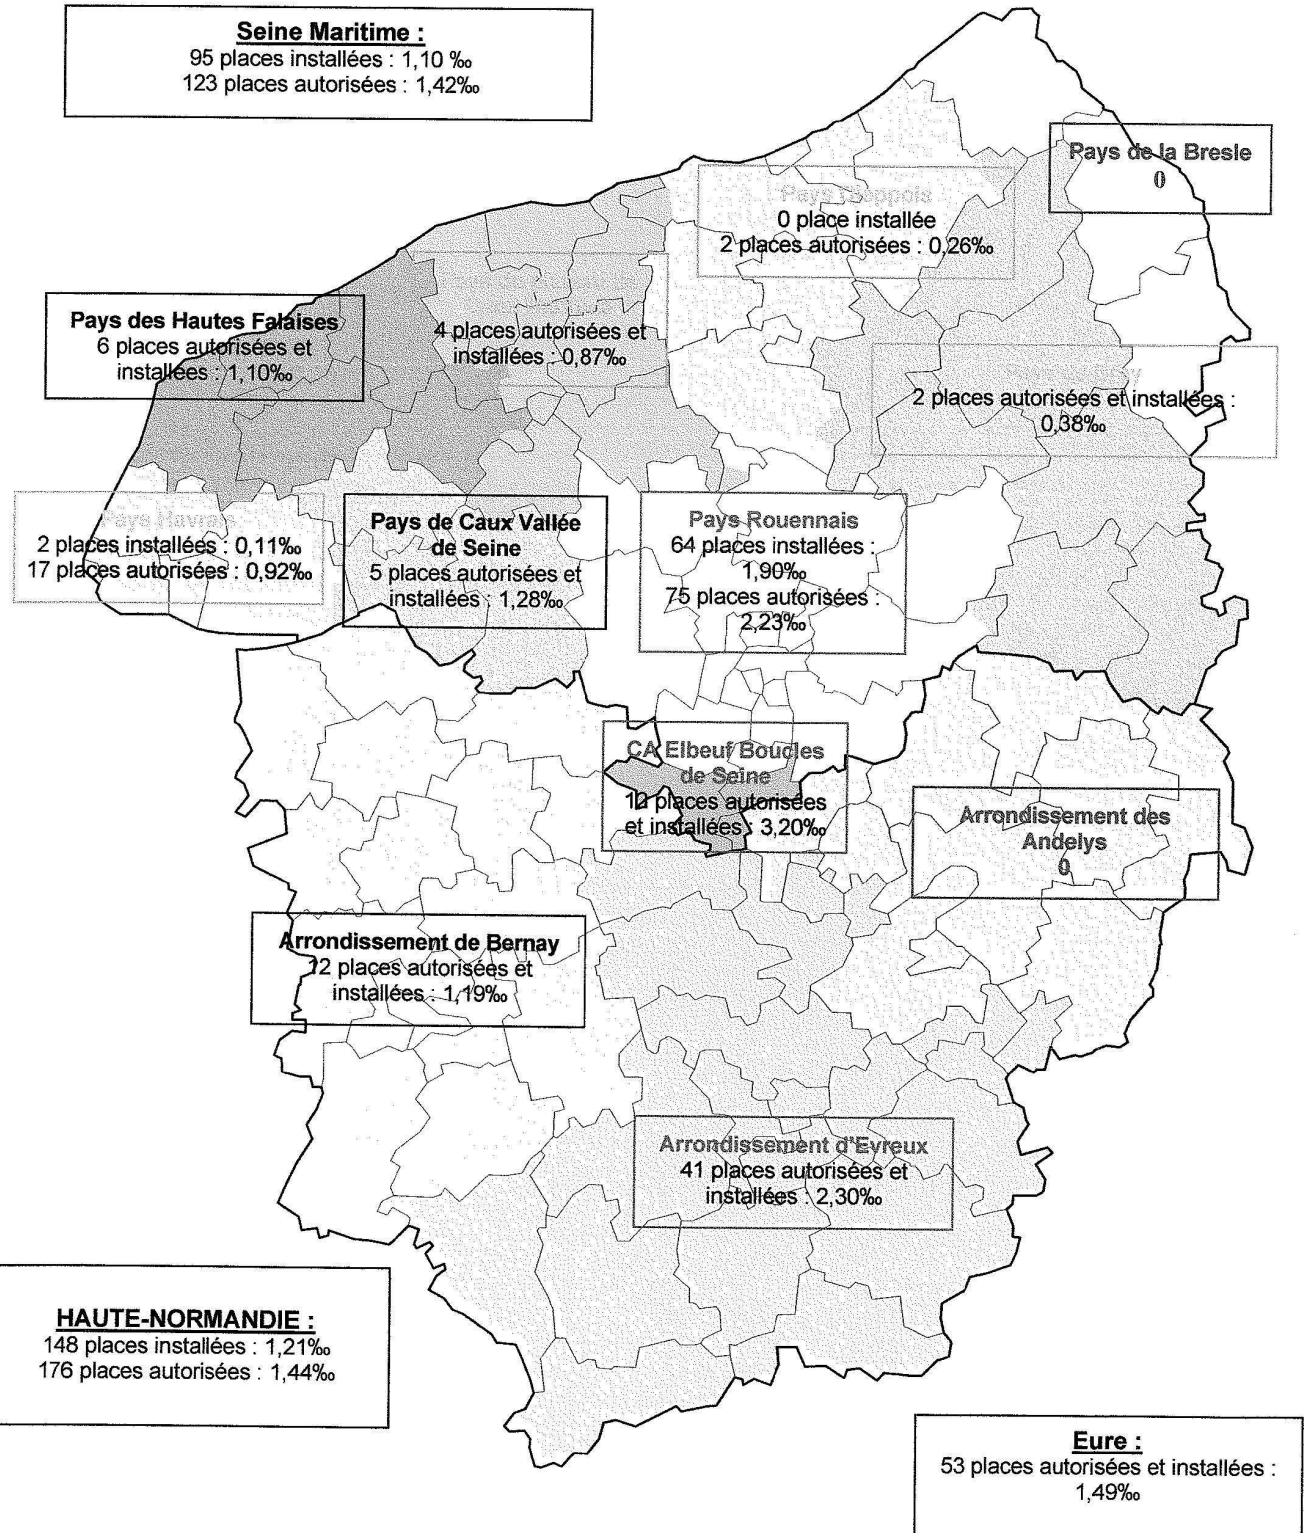 Seine Maritime :
95 places installées : 1,10 ‰
123 places autorisées : 1,42‰
Pays de la Bresle
0
Pays Dieppois
0 place installée
2 places autorisées : 0,26‰
Pays des Hautes Falaises
6 places autorisées et
installées : 1,10‰
4 places autorisées et
installées : 0,87‰
2 places autorisées et installées :
0,38‰
Pays Havrais
2 places installées : 0,11‰
17 places autorisées : 0,92‰
Pays de Caux Vallée
de Seine
5 places autorisées et
installées : 1,28‰
Pays Rouennais
64 places installées :
1,90‰
75 places autorisées :
2,23‰
CA Elbeuf Boucles
de Seine
12 places autorisées
et installées : 3,20‰
Arrondissement des
Andelys
0
Arrondissement de Bernay
12 places autorisées et
installées : 1,19‰
Arrondissement d'Evreux
41 places autorisées et
installées : 2,30‰
HAUTE-NORMANDIE :
148 places installées : 1,21‰
176 places autorisées : 1,44‰
Eure :
53 places autorisées et installées :
1,49‰